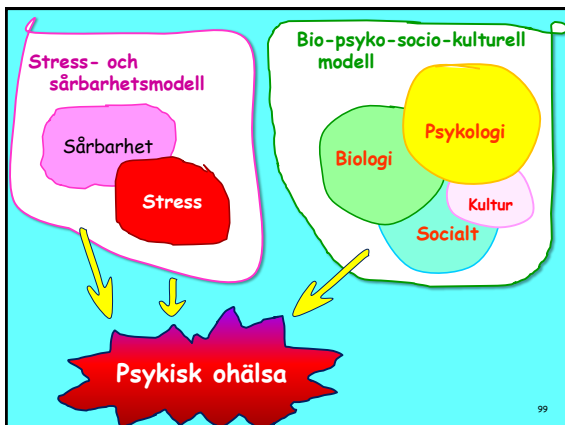 Stress- och
sårbarhetsmodell
Sårbarhet
Stress
Bio-psyko-socio-kulturell
modell
Psykologi
Biologi
Kultur
Socialt
Psykisk ohälsa
99